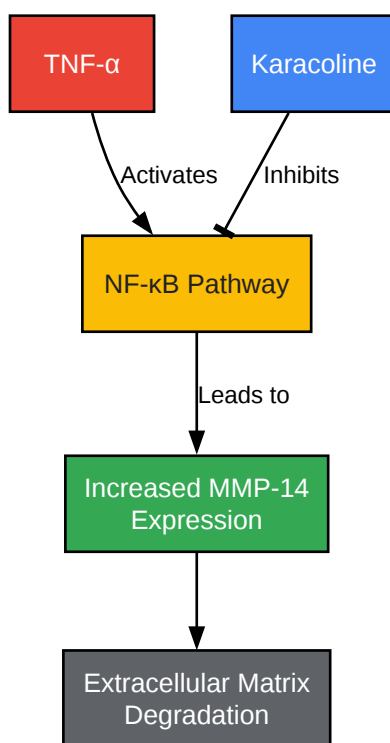 TNF-α
Karacoline
Activates
Inhibits
NF-κB Pathway
Leads to
Increased MMP-14
Expression
Extracellular Matrix
Degradation